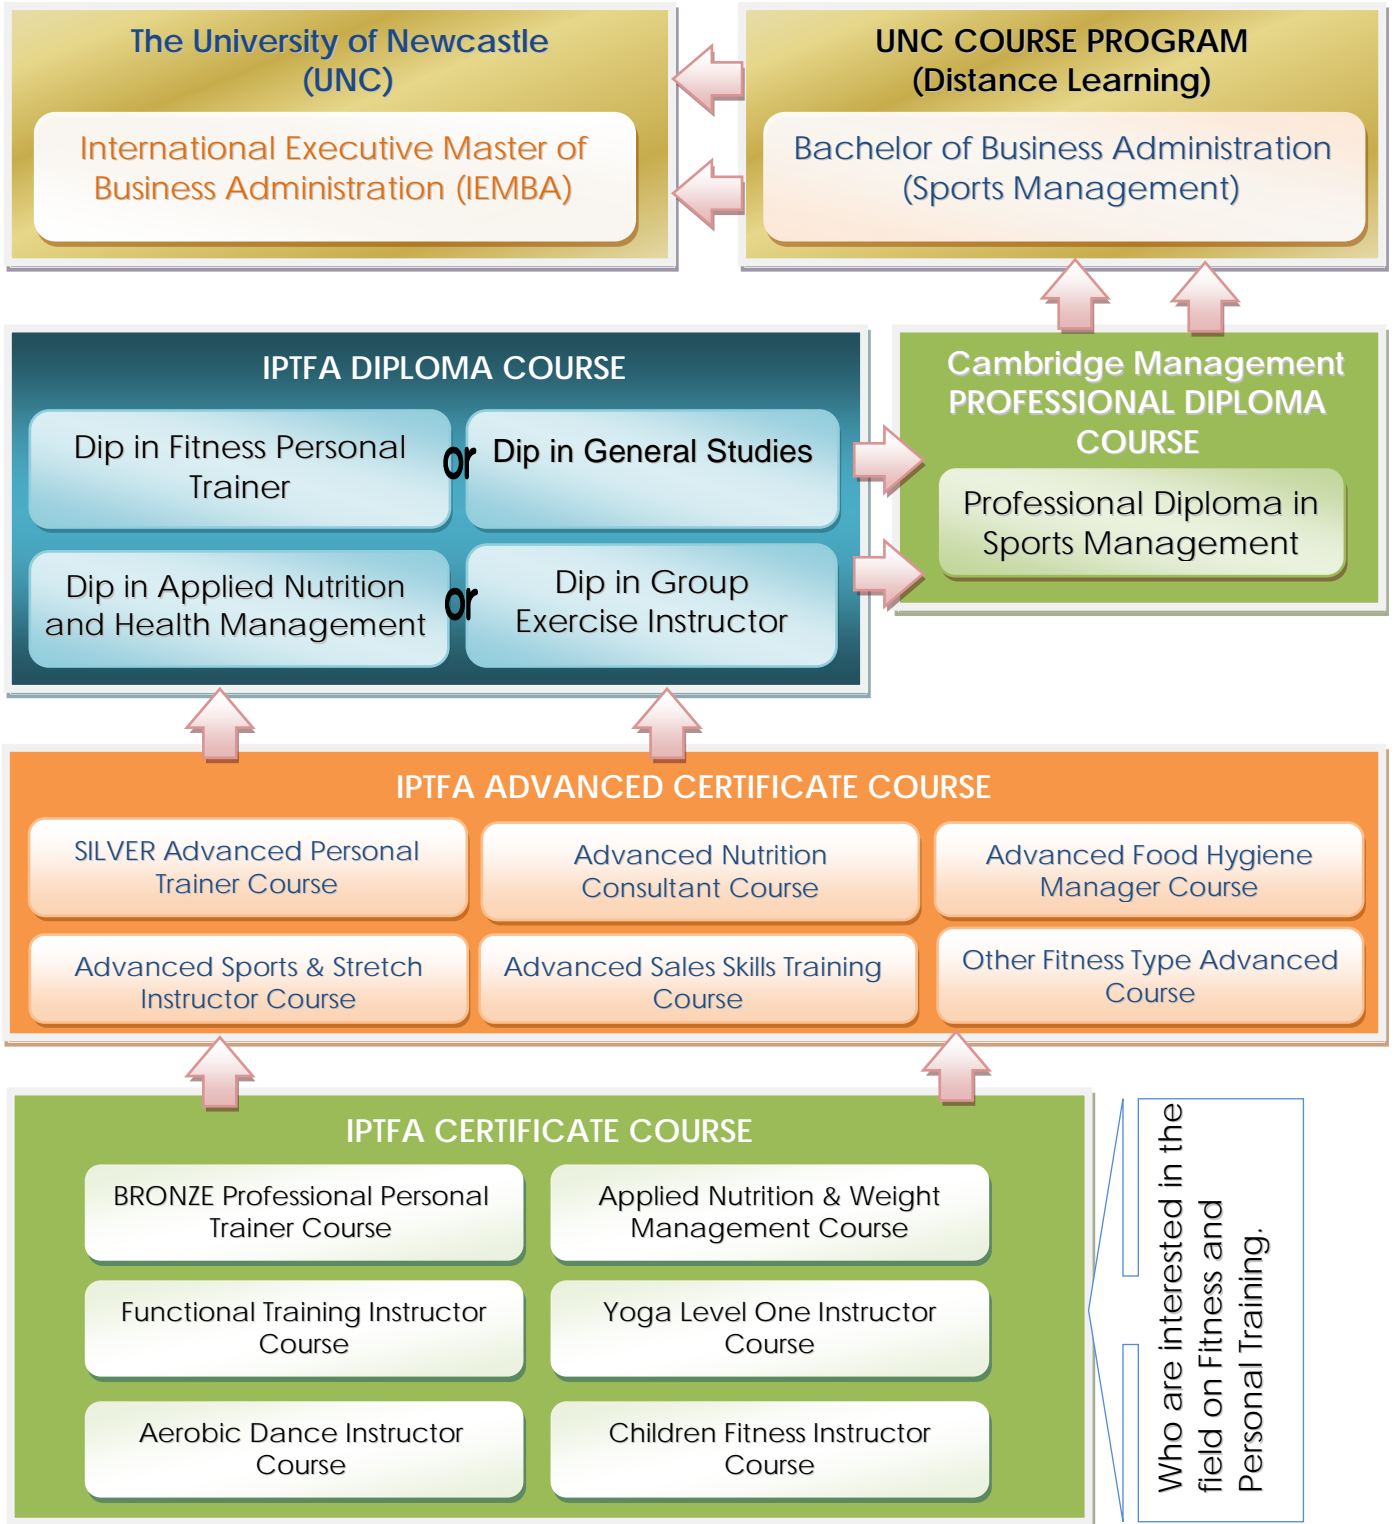 The University of Newcastle
(UNC)
International Executive Master of
Business Administration (IEMBA)
UNC COURSE PROGRAM
(Distance Learning)
Bachelor of Business Administration
(Sports Management)
IPTFA DIPLOMA COURSE
Dip in Fitness Personal
Trainer
or
Dip in General Studies
Dip in Applied Nutrition
and Health Management
or
Dip in Group
Exercise Instructor
Cambridge Management
PROFESSIONAL DIPLOMA
COURSE
Professional Diploma in
Sports Management
IPTFA ADVANCED CERTIFICATE COURSE
SILVER Advanced Personal
Trainer Course
Advanced Nutrition
Consultant Course
Advanced Food Hygiene
Manager Course
Advanced Sports & Stretch
Instructor Course
Advanced Sales Skills Training
Course
Other Fitness Type Advanced
Course
IPTFA CERTIFICATE COURSE
BRONZE Professional Personal
Trainer Course
Applied Nutrition & Weight
Management Course
Functional Training Instructor
Course
Yoga Level One Instructor
Course
Aerobic Dance Instructor
Course
Children Fitness Instructor
Course
Who are interested in the
field on Fitness and
Personal Training.